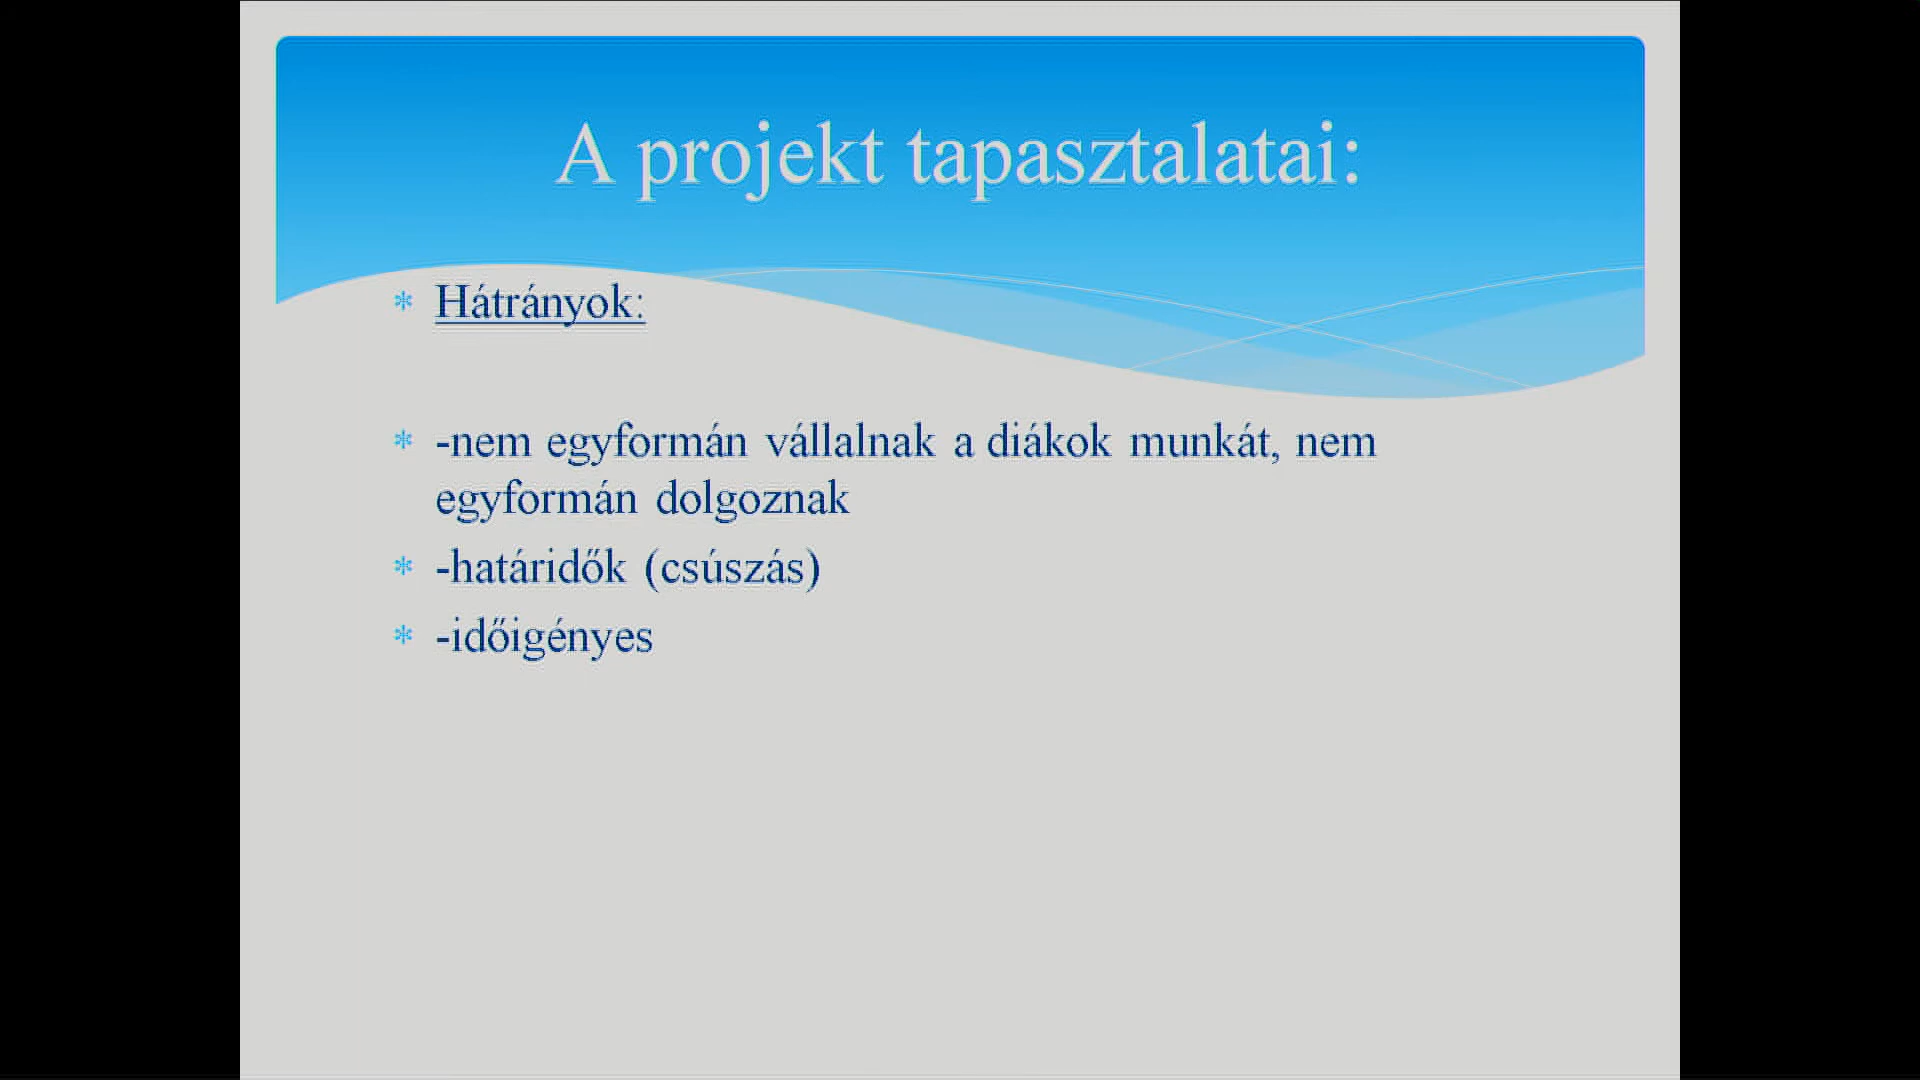 A projekt tapasztalatai:
* Hátrányok:
* -nem egyformán vállalnak a diákok munkát, nem
egyformán dolgoznak
* -határidők (csúszás)
* -időigényes